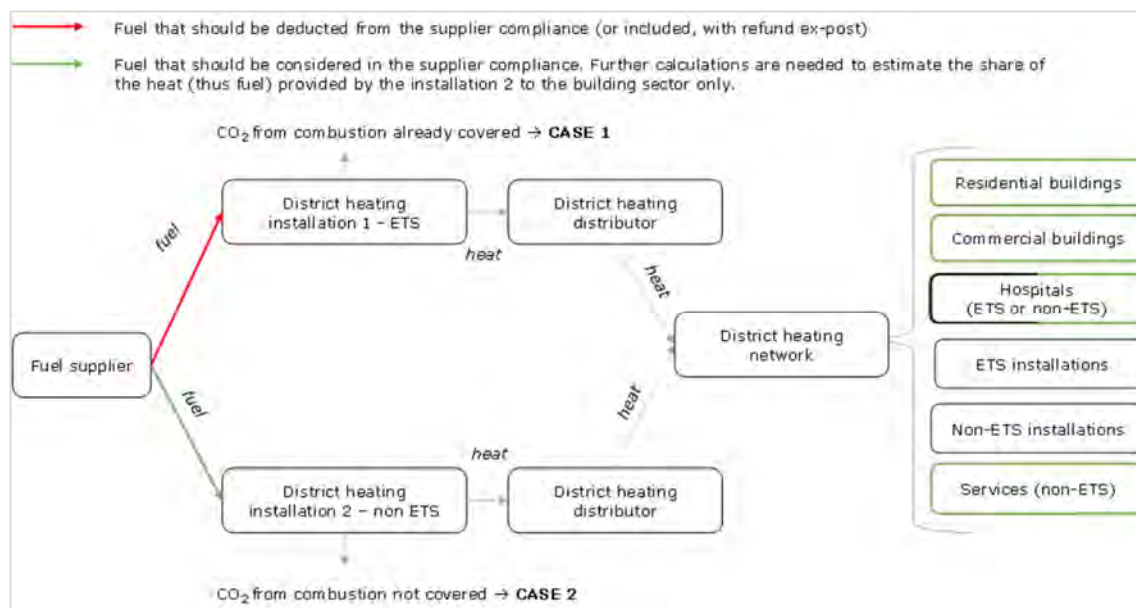 Fuel that should be deducted from the supplier compliance (or included, with refund ex-post)
Fuel that should be considered in the supplier compliance. Further calculations are needed to estimate the share of
the heat (thus fuel) provided by the installation 2 to the building sector only.
CO₂ from combustion already covered → CASE 1
District heating
installation 1 – ETS
heat
District heating
distributor
fuel
heat
Fuel supplier
District heating
network
fuel
heat
heat
District heating
installation 2 – non ETS
District heating
distributor
CO₂ from combustion not covered → CASE 2
Residential buildings
Commercial buildings
Hospitals
(ETS or non-ETS)
ETS installations
Non-ETS installations
Services (non-ETS)